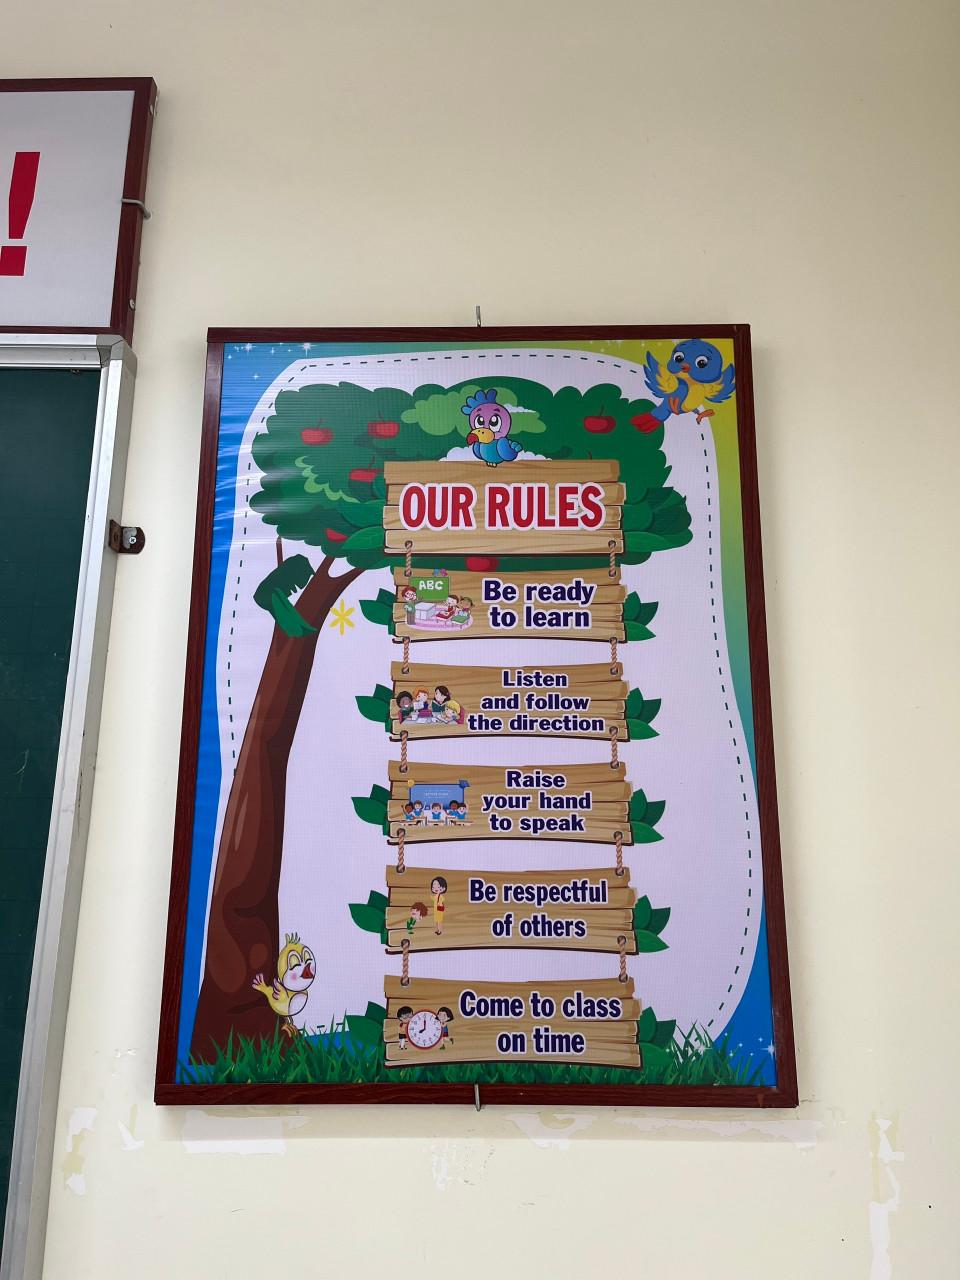 !
OUR RULES
ABC
Be ready
to learn
Listen
and follow
the direction
Raise
your hand
to speak
Be respectful
of others
Come to class
on time